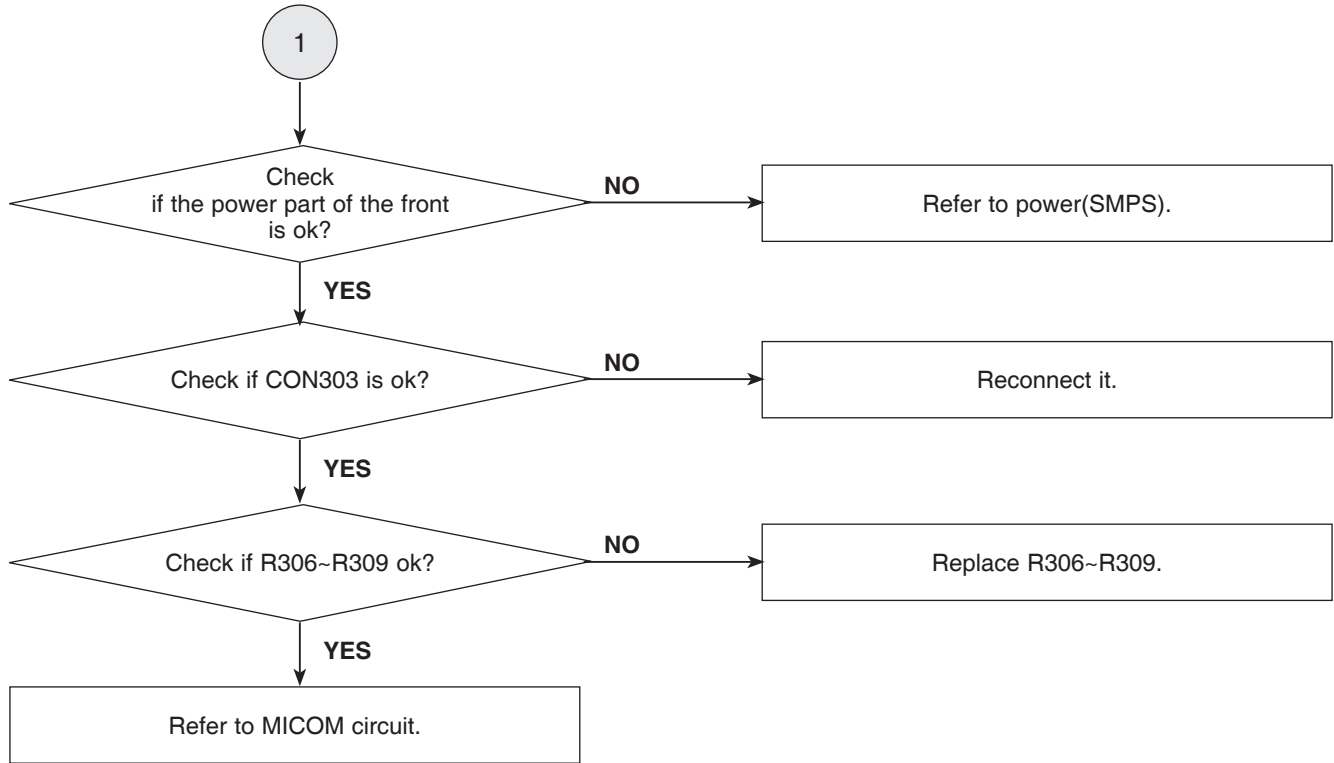 1
Check
if the power part of the front
is ok?
NO
Refer to power(SMPS).
YES
Check if CON303 is ok?
NO
Reconnect it.
YES
Check if R306~R309 ok?
NO
Replace R306~R309.
YES
Refer to MICOM circuit.